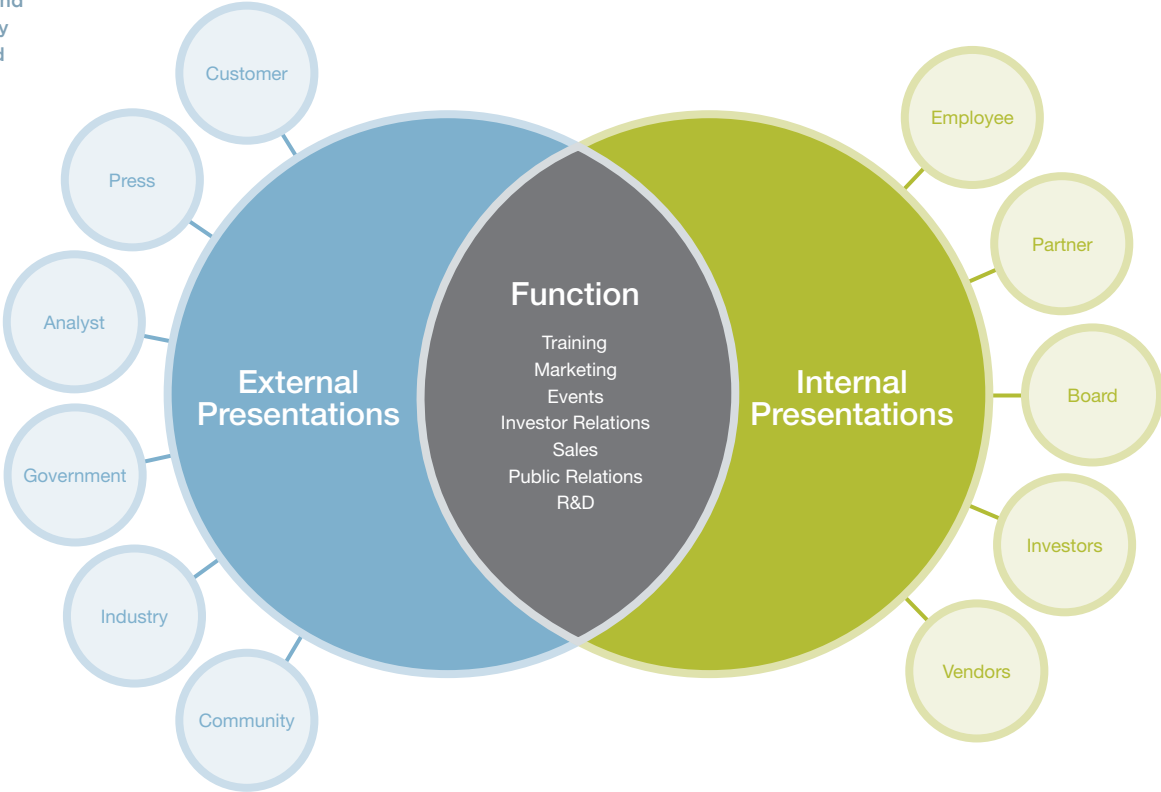 Customer
Press
Analyst
Government
Industry
Community
External
Presentations
Function
Training
Marketing
Events
Investor Relations
Sales
Public Relations
R&D
Internal
Presentations
Employee
Partner
Board
Investors
Vendors